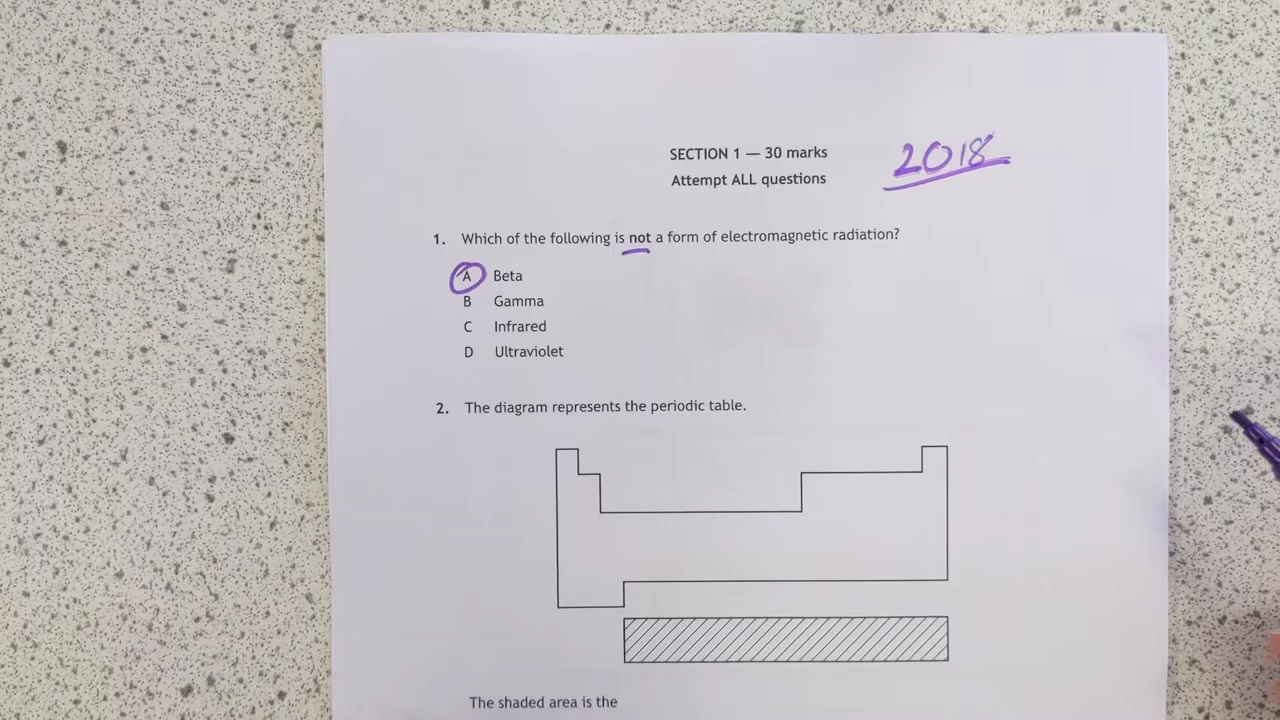 SECTION 1 — 30 marks
2018
Attempt ALL questions
1. Which of the following is not a form of electromagnetic radiation?
A Beta
B Gamma
C Infrared
D Ultraviolet
2. The diagram represents the periodic table.
The shaded area is the